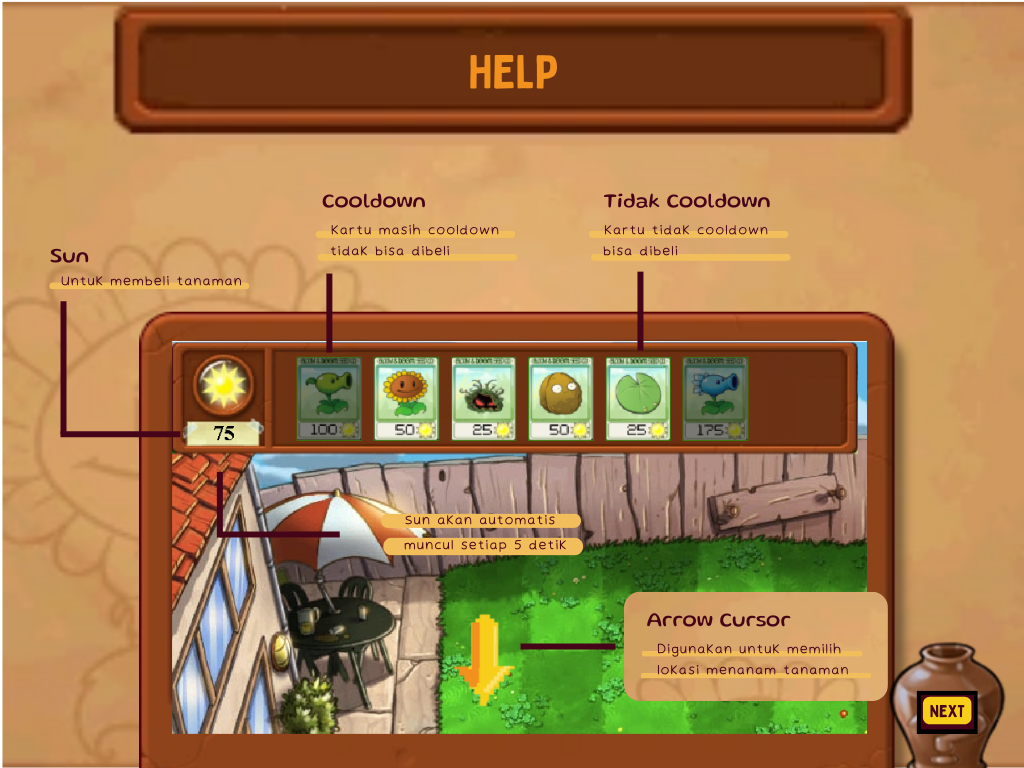 HELP
Cooldown
Kartu masih cooldown
tidak bisa dibeli
Tidak Cooldown
Kartu tidak cooldown
bisa dibeli
Sun
Untuk membeli tanaman
75
100
50
25
50
25
175
Sun akan automatis
muncul setiap 5 detik
Arrow Cursor
Digunakan untuk memilih
lokasi menanam tanaman
NEXT